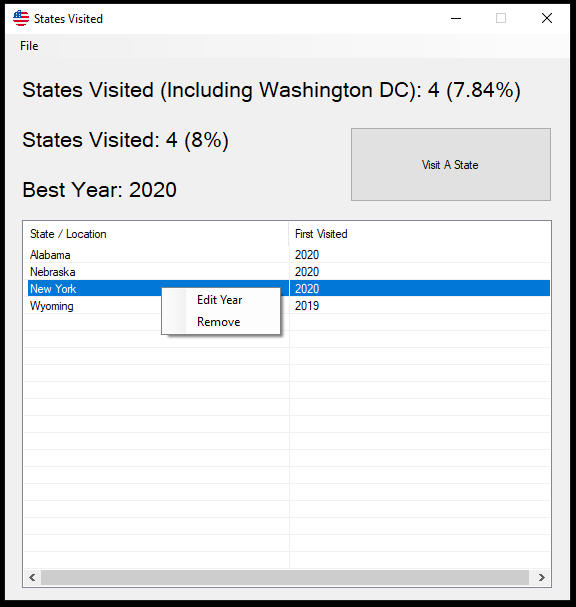 States Visited
File
States Visited (Including Washington DC): 4 (7.84%)
States Visited: 4 (8%)
Visit A State
Best Year: 2020
State / Location First Visited
Alabama 2020
Nebraska 2020
New York 2020
Edit Year
Wyoming 2019
Remove